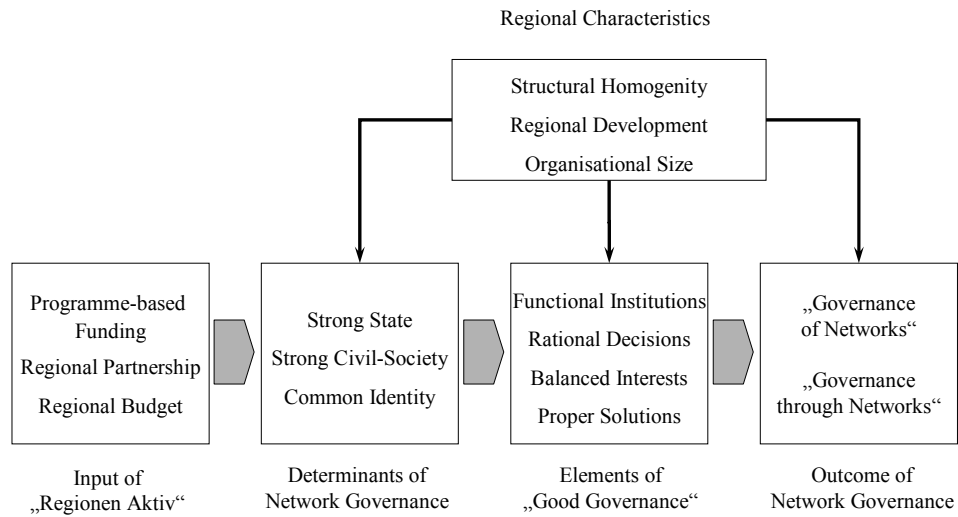 Regional Characteristics
Structural Homogenity
Regional Development
Organisational Size
Programme-based
Funding
Regional Partnership
Regional Budget
Strong State
Strong Civil-Society
Common Identity
Functional Institutions
Rational Decisions
Balanced Interests
Proper Solutions
„Governance
of Networks“
„Governance
through Networks“
Input of
„Regionen Aktiv“
Determinants of
Network Governance
Elements of
„Good Governance“
Outcome of
Network Governance